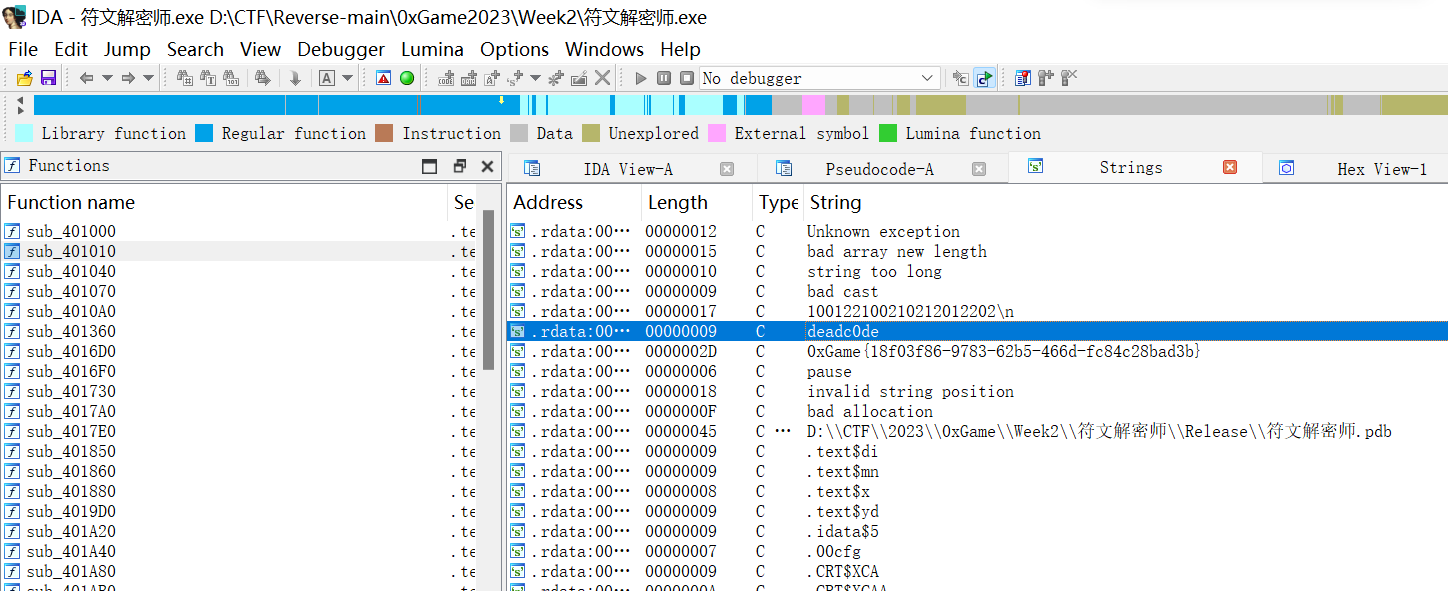 IDA - 符文解密师.exe D:\CTF\Reverse-main\0xGame2023\Week2\符文解密师.exe
File Edit Jump Search View Debugger Lumina Options Windows Help
A No debugger
Library function Regular function Instruction Data Unexplored External symbol Lumina function
Functions IDA View-A Pseudocode-A Strings Hex View-1
Function name Se Address Length Type String
sub_401000 .te .rdata:00… 00000012 C Unknown exception
sub_401010 .te .rdata:00… 00000015 C bad array new length
sub_401040 .te .rdata:00… 00000010 C string too long
sub_401070 .te .rdata:00… 00000009 C bad cast
sub_4010A0 .te .rdata:00… 00000017 C 100122100210212012202\n
sub_401360 .te .rdata:00… 00000009 C deadc0de
sub_4016D0 .te .rdata:00… 0000002D C 0xGame{18f03f86-9783-62b5-466d-fc84c28bad3b}
sub_4016F0 .te .rdata:00… 00000006 C pause
sub_401730 .te .rdata:00… 00000018 C invalid string position
sub_4017A0 .te .rdata:00… 0000000F C bad allocation
sub_4017E0 .te .rdata:00… 00000045 C … D:\\CTF\\2023\\0xGame\\Week2\\符文解密师\\Release\\符文解密师.pdb
sub_401850 .te .rdata:00… 00000009 C .text$di
sub_401860 .te .rdata:00… 00000009 C .text$mn
sub_401880 .te .rdata:00… 00000008 C .text$x
sub_4019D0 .te .rdata:00… 00000009 C .text$yd
sub_401A20 .te .rdata:00… 00000009 C .idata$5
sub_401A40 .te .rdata:00… 00000007 C .00cfg
sub_401A80 .te .rdata:00… 00000009 C .CRT$XCA
.rdata:00… 0000000A C .CRT$XCAA